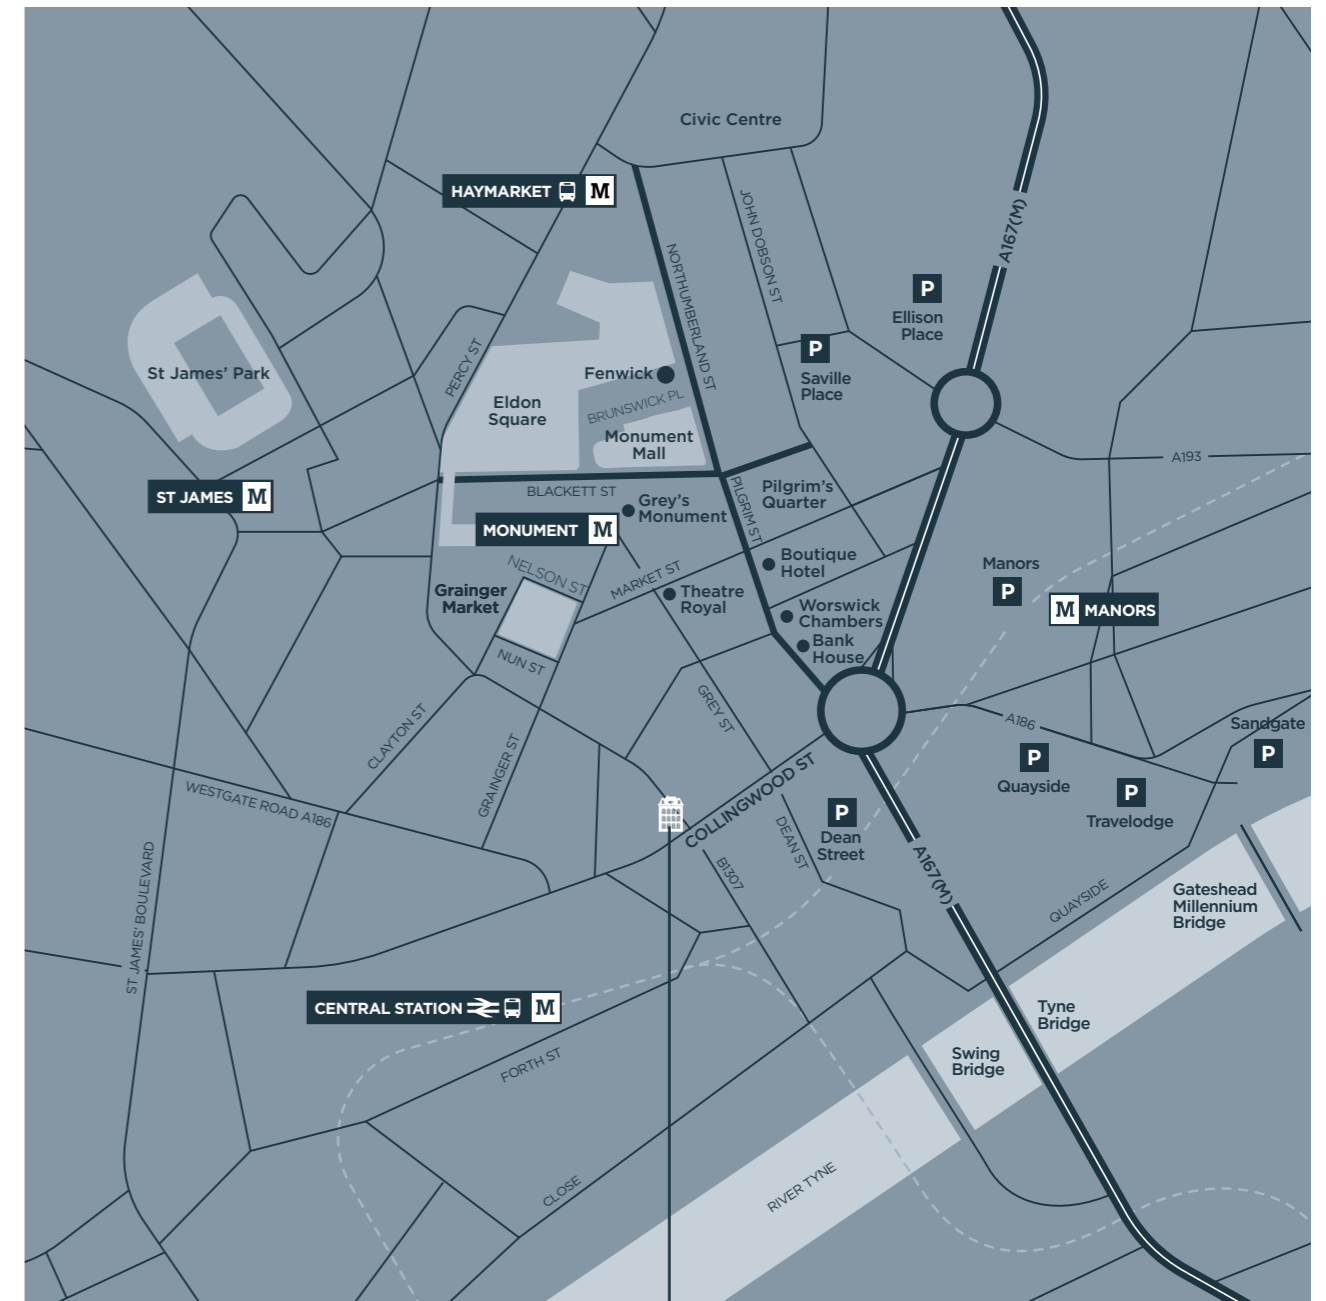 Civic Centre
HAYMARKET M
JOHN DOBSON ST
A167(M)
NORTHUMBERLAND ST
P
Ellison
Place
P
Saville
Place
St James' Park
PERCY ST
Fenwick
Eldon
Square
BRUNSWICK PL
Monument
Mall
A193
ST JAMES M
BLACKETT ST
PILGRIM ST
Pilgrim's
Quarter
Grey's
Monument
MONUMENT M
NELSON ST
MARKET ST
Boutique
Hotel
Manors
P
M MANORS
Grainger
Market
Theatre
Royal
Worswick
Chambers
Bank
House
NUN ST
GREY ST
CLAYTON ST
GRAINGER ST
A186
Sandgate
P
P
Quayside
P
Travelodge
WESTGATE ROAD A186
COLLINGWOOD ST
P
Dean
Street
DEAN ST
B1307
A167(M)
ST JAMES' BOULEVARD
QUAYSIDE
Gateshead
Millennium
Bridge
CENTRAL STATION M
Tyne
Bridge
Swing
Bridge
FORTH ST
CLOSE
RIVER TYNE